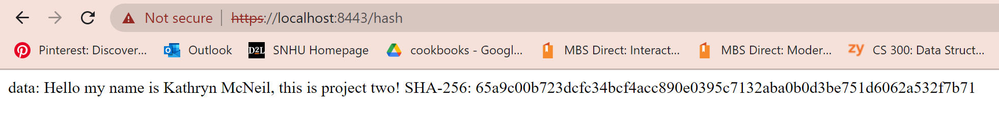 Not secure https://localhost:8443/hash
Pinterest: Discover... Outlook D2L SNHU Homepage cookbooks - Googl... MBS Direct: Interact... MBS Direct: Moder... zy CS 300: Data Struct...
data: Hello my name is Kathryn McNeil, this is project two! SHA-256: 65a9c00b723dcfc34bcf4acc890e0395c7132aba0b0d3be751d6062a532f7b71